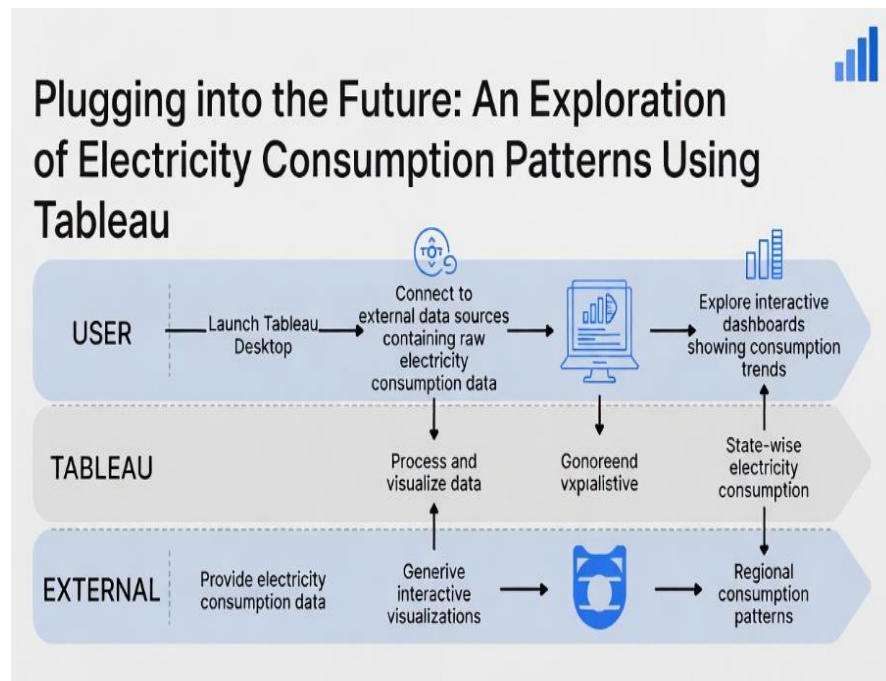 Plugging into the Future: An Exploration
of Electricity Consumption Patterns Using
Tableau
USER
Launch Tableau
Desktop
Connect to
external data sources
containing raw
electricity
consumption data
Explore interactive
dashboards
showing consumption
trends
TABLEAU
Process and
visualize data
Gonoreend
vxpıalistive
State-wise
electricity
consumption
EXTERNAL
Provide electricity
consumption data
Generive
interactive
visualizations
Regional
consumption
patterns